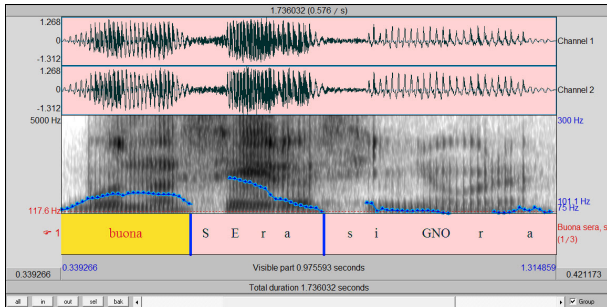 1.736032 (0.576 / s)
1.268
0
-1.312
Channel 1
1.268
0
-1.312
Channel 2
5000 Hz
300 Hz
117.6 Hz
101.1 Hz
75 Hz
1
buona
S E r a
s i GNO r a
Buona sera, s
(1/3)
0.339266
0.339266
Visible part 0.975593 seconds
1.314859
0.421173
Total duration 1.736032 seconds
all in out sel bak
Group